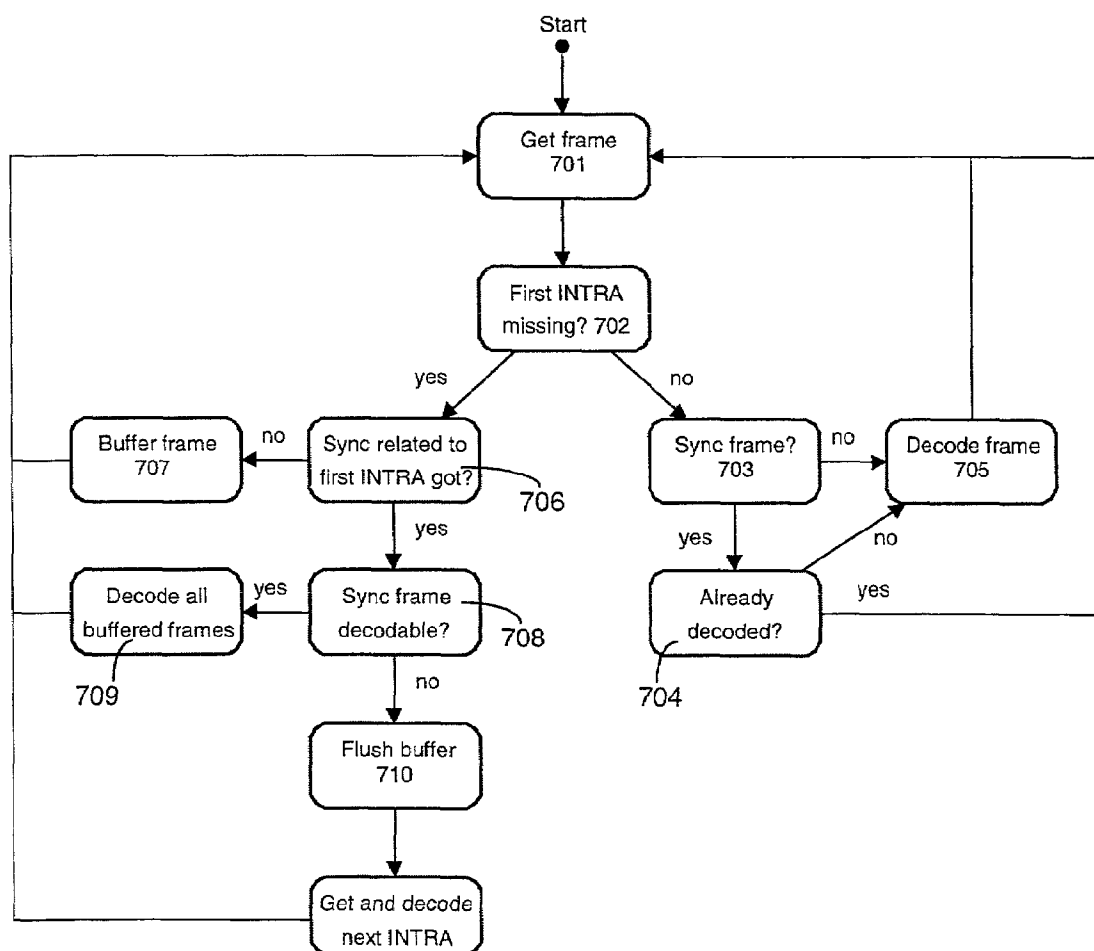 Start
Get frame
701
First INTRA
missing? 702
yes
no
Buffer frame
707
no
Sync related to
first INTRA got?
706
Sync frame?
703
no
Decode frame
705
yes
yes
no
Decode all
buffered frames
709
yes
Sync frame
decodable?
708
Already
decoded?
704
yes
no
Flush buffer
710
Get and decode
next INTRA